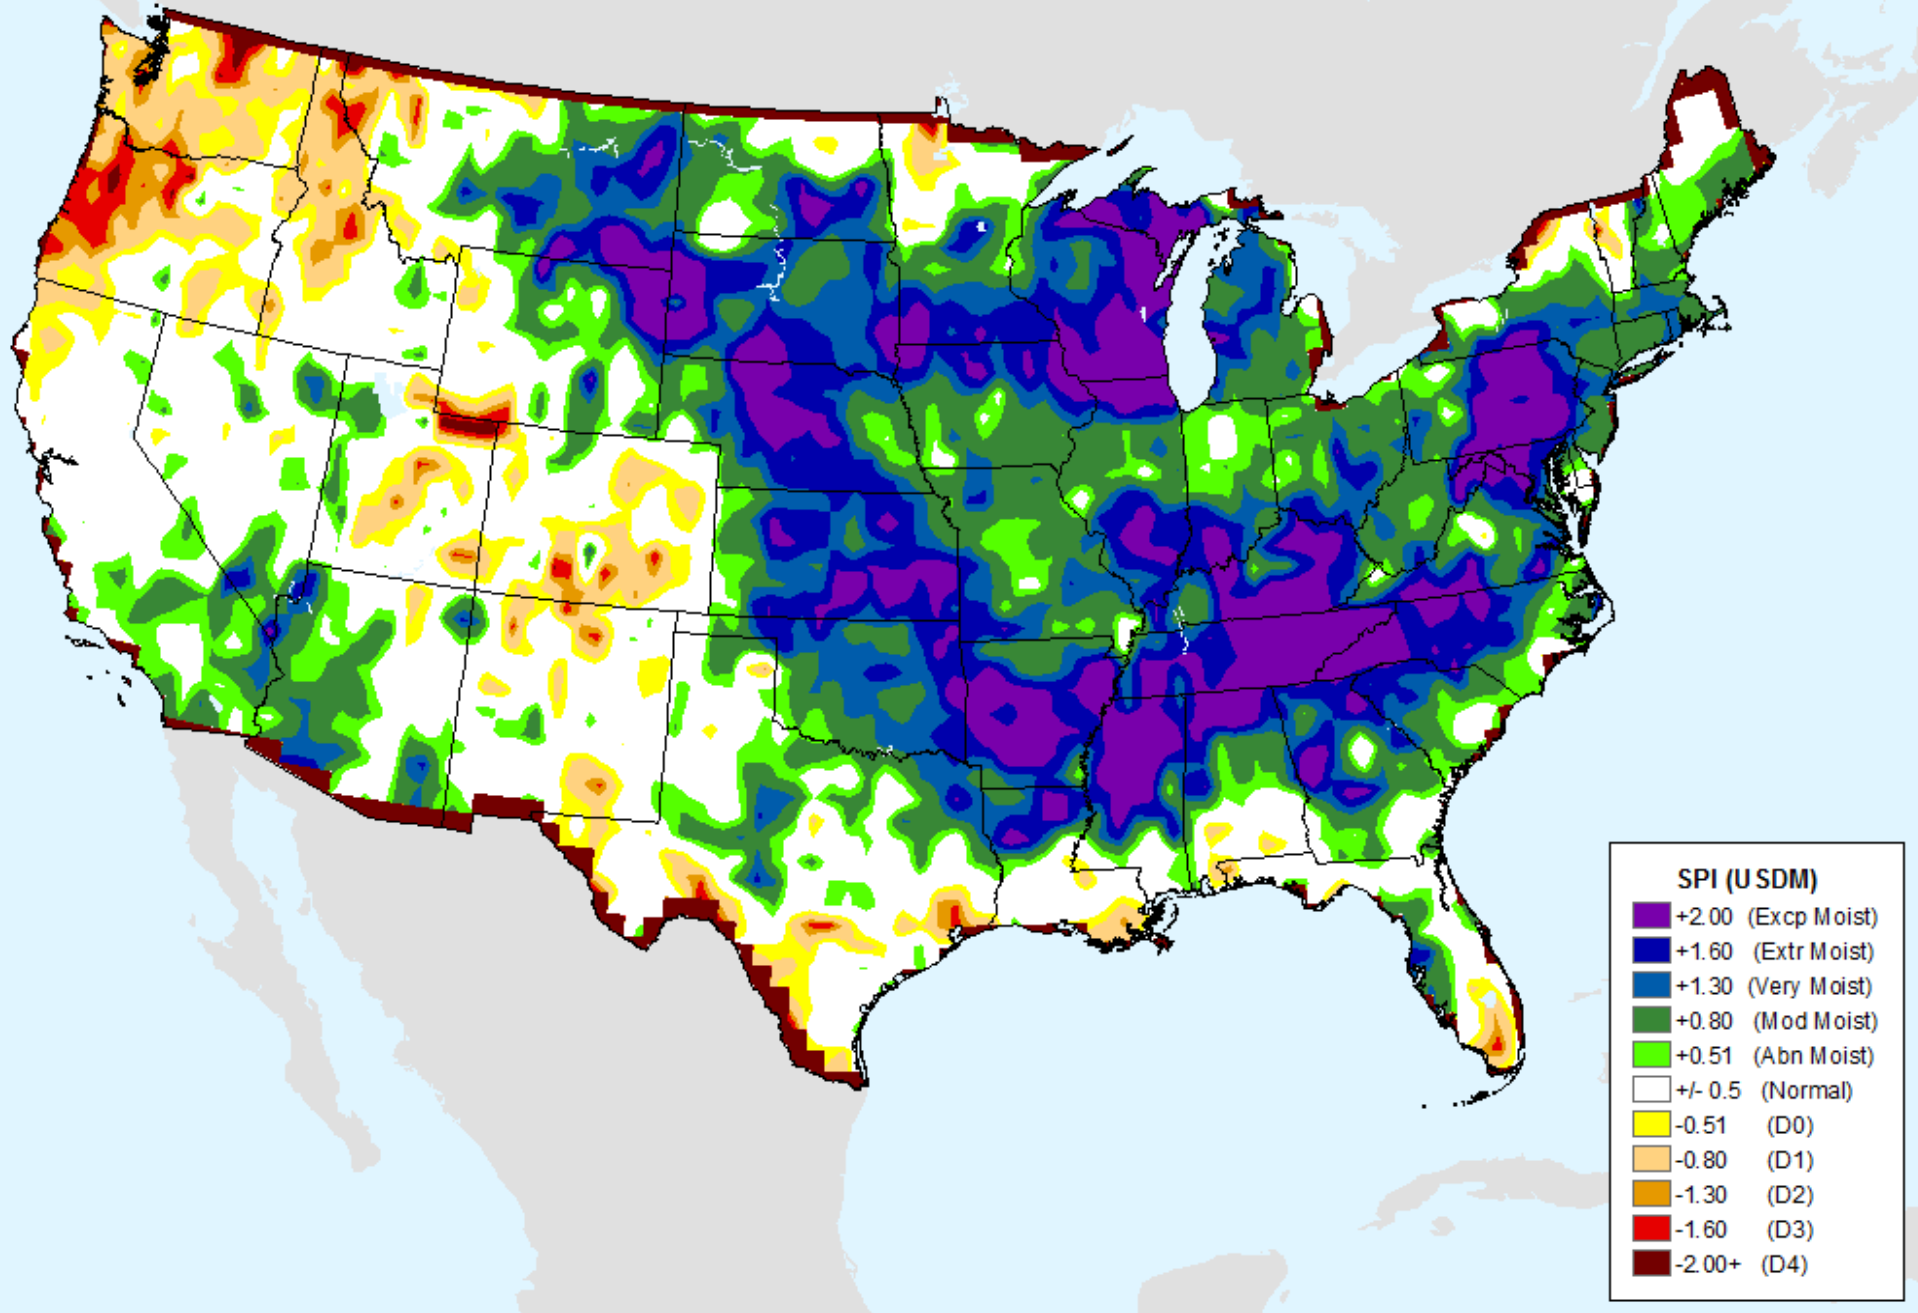 SPI (USDM)
+2.00 (Excp Moist)
+1.60 (Extr Moist)
+1.30 (Very Moist)
+0.80 (Mod Moist)
+0.51 (Abn Moist)
+/- 0.5 (Normal)
-0.51 (D0)
-0.80 (D1)
-1.30 (D2)
-1.60 (D3)
-2.00+ (D4)